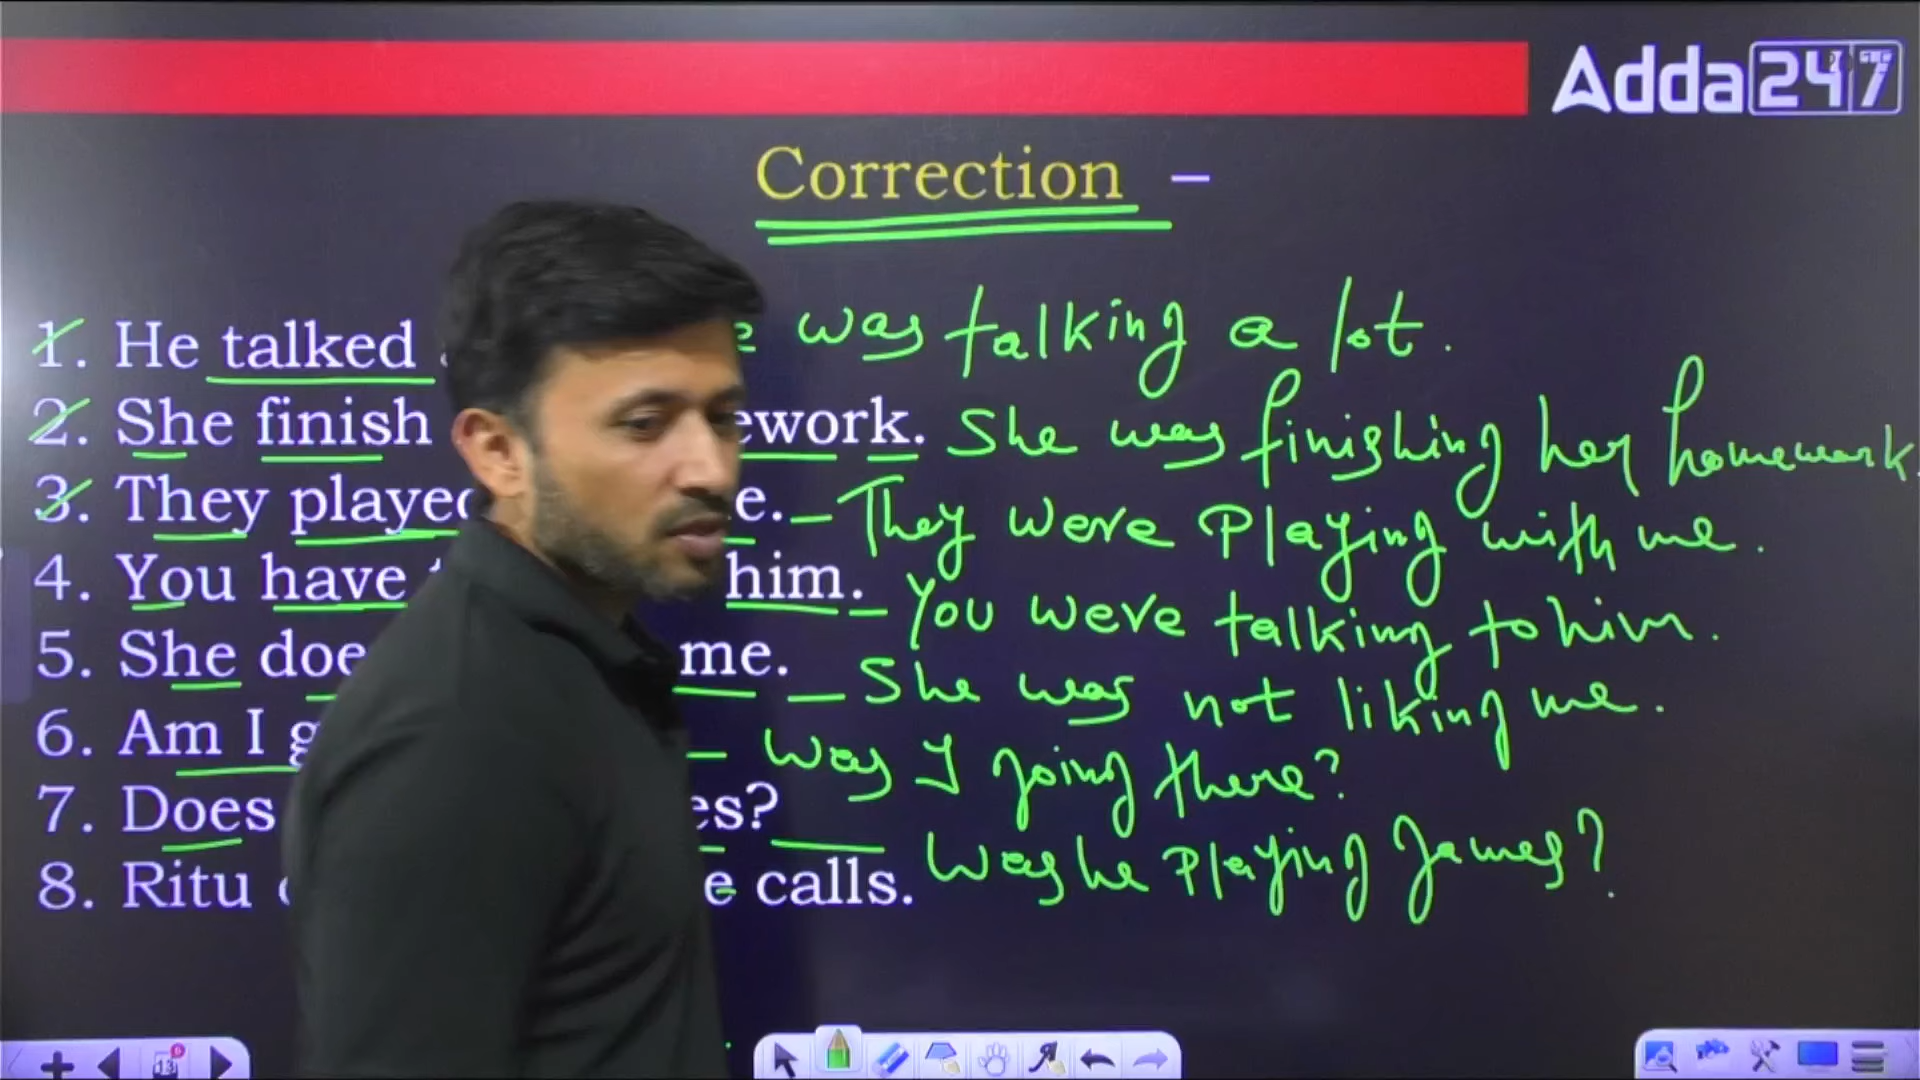 Adda247
Correction –
1. He talked was talking a lot.
2. She finish ework. She was finishing her homework.
3. They played e. – They were Playing with me.
4. You have him. – You were talking to him.
5. She doe me. – She was not liking me.
6. Am I g – Was I going there?
7. Does es? Was he Playing James?
8. Ritu e calls.